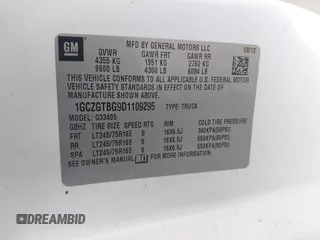 GM
MFD BY GENERAL MOTORS LLC
08/12
GVWR GAWR FRT GAWR RR
4355 KG 1951 KG 2760 KG
9600 LB 4300 LB 6084 LB
THIS VEHICLE CONFORMS TO ALL APPLICABLE FEDERAL MOTOR VEHICLE SAFETY STANDARDS IN EFFECT ON THE DATE OF MANUFACTURE SHOWN ABOVE.
1GCZGTBG9D1109295 TYPE: TRUCK
MODEL: G33405
TIRE SIZE SPEED RTG RIM COLD TIRE PRESSURE
FRT LT245/75R16E S 16X6.5J 340KPA(50PSI)
RR LT245/75R16E S 16X6.5J 550KPA(80PSI)
SPA LT245/75R16E S 16X6.5J 550KPA(80PSI)
SEE OWNER'S MANUAL FOR MORE INFORMATION.
OtoBidMaster